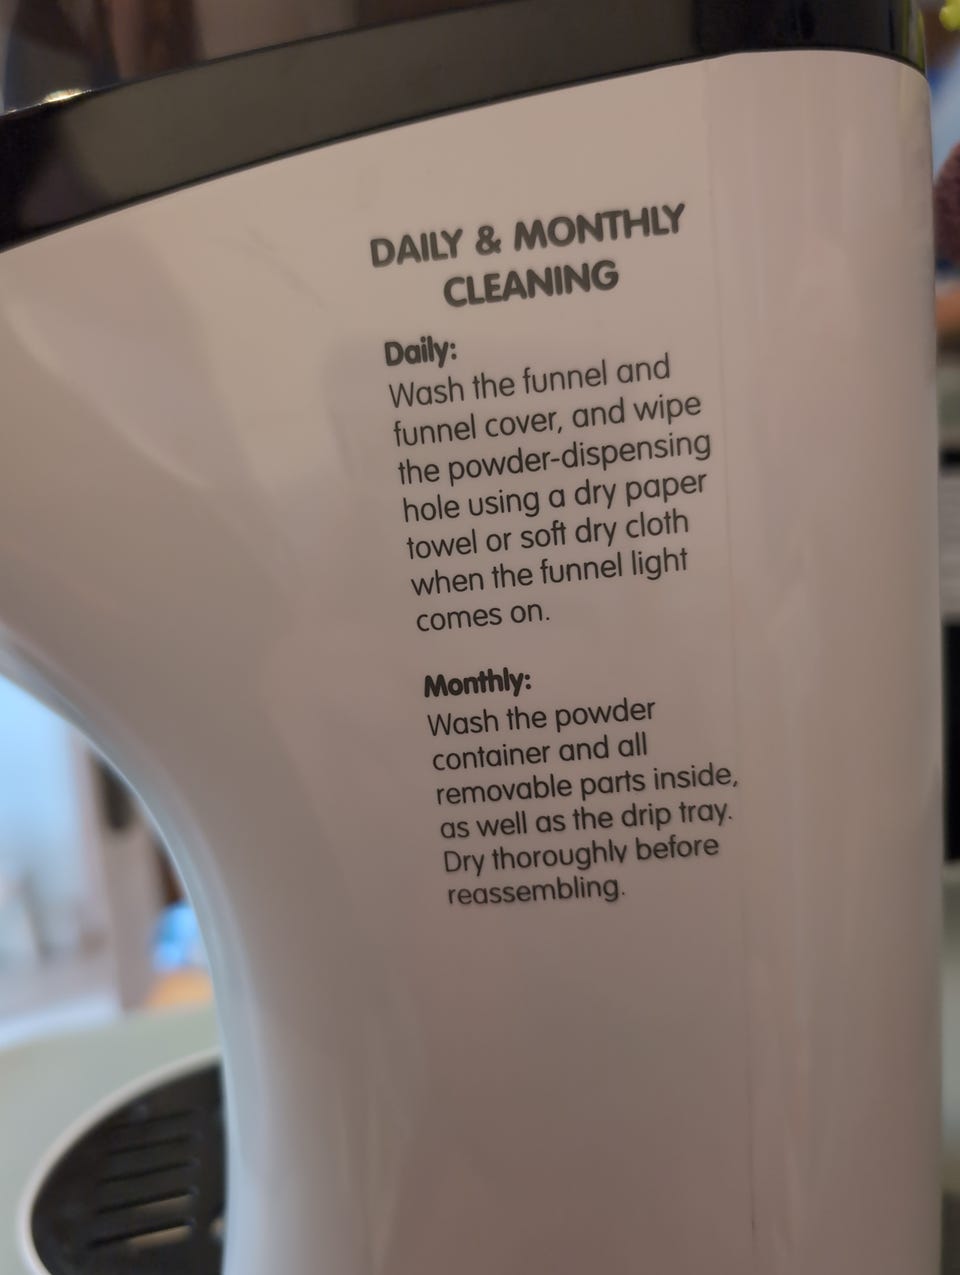 DAILY & MONTHLY
CLEANING
Daily:
Wash the funnel and
funnel cover, and wipe
the powder-dispensing
hole using a dry paper
towel or soft dry cloth
when the funnel light
comes on.
Monthly:
Wash the powder
container and all
removable parts inside,
as well as the drip tray.
Dry thoroughly before
reassembling.